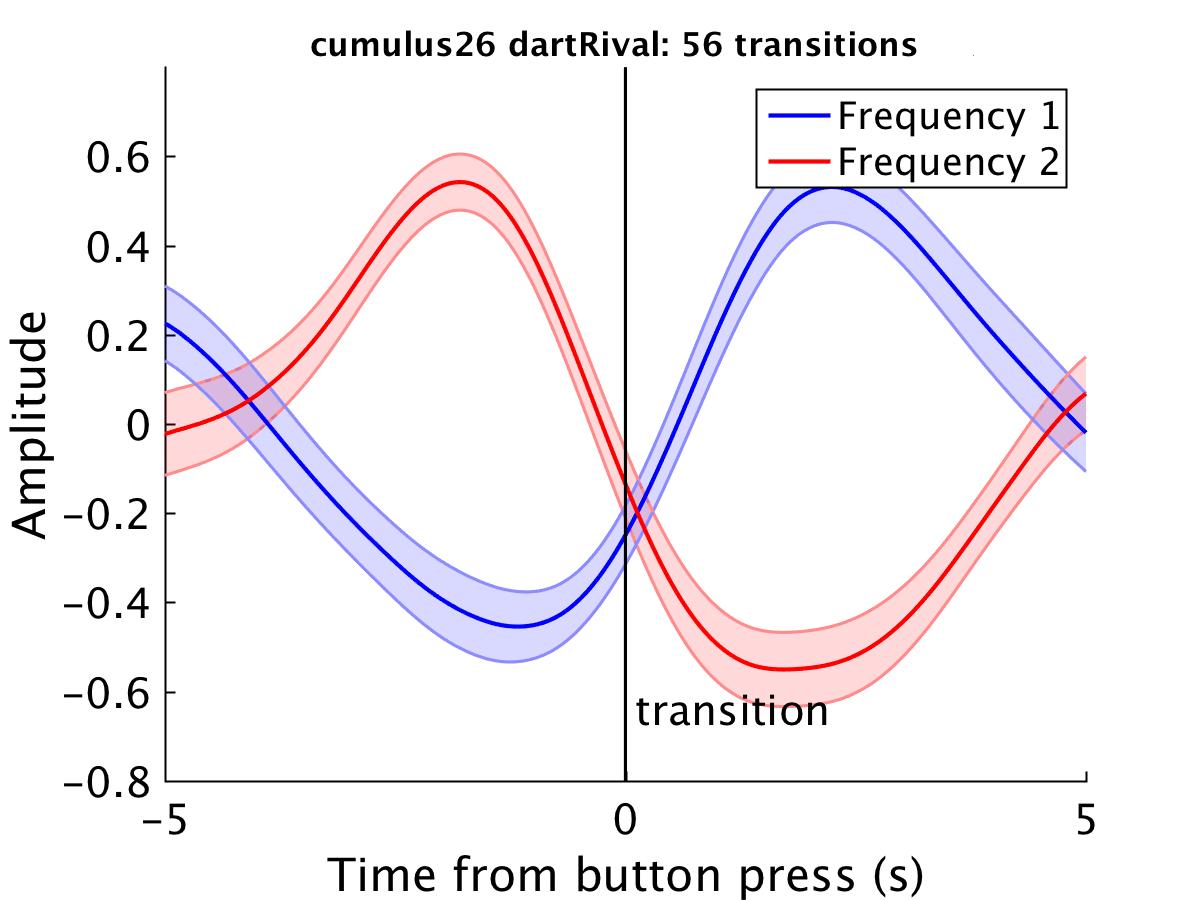 cumulus26 dartRival: 56 transitions
Frequency 1
Frequency 2
0.6
0.4
0.2
0
−0.2
−0.4
−0.6
−0.8
Amplitude
transition
−5
0
5
Time from button press (s)